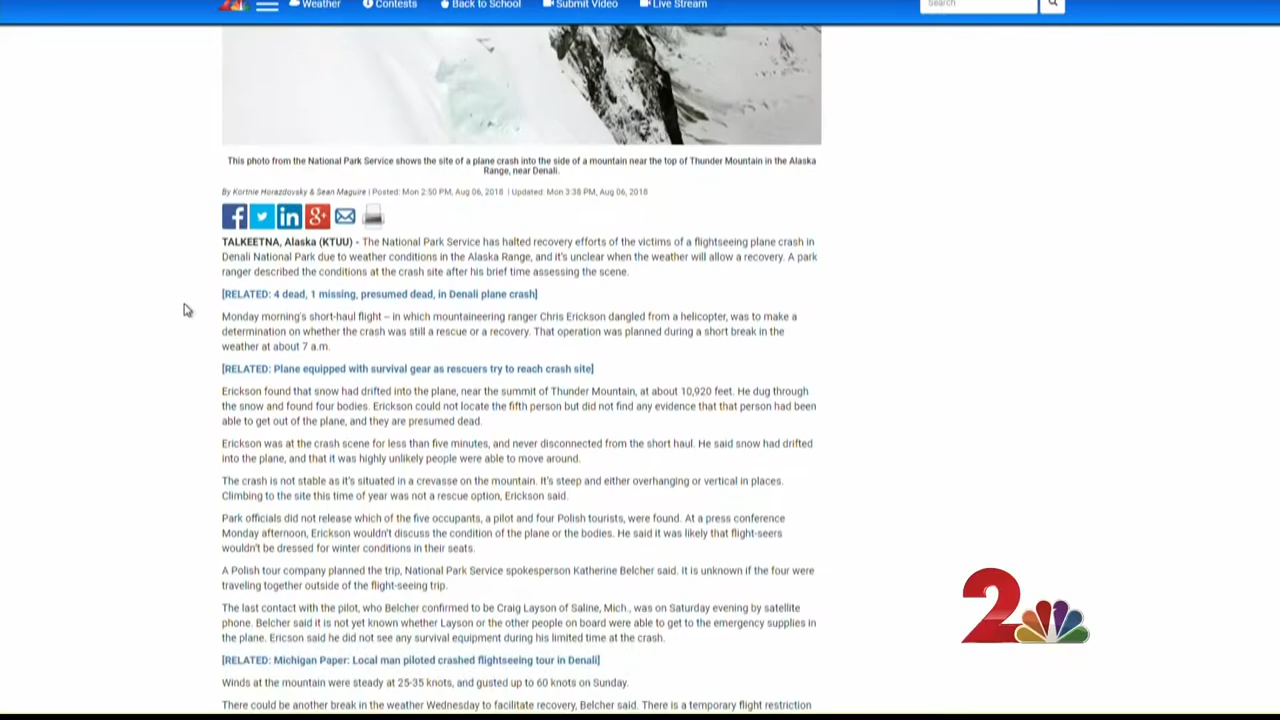 Weather Contests Back to School Submit Video Live Stream Search
This photo from the National Park Service shows the site of a plane crash into the side of a mountain near the top of Thunder Mountain in the Alaska
Range, near Denali.
By Kortnie Horazdovsky & Sean Maguire | Posted: Mon 2:50 PM, Aug 06, 2018 | Updated: Mon 3:38 PM, Aug 06, 2018
f in g+
TALKEETNA, Alaska (KTUU) - The National Park Service has halted recovery efforts of the victims of a flightseeing plane crash in
Denali National Park due to weather conditions in the Alaska Range, and it's unclear when the weather will allow a recovery. A park
ranger described the conditions at the crash site after his brief time assessing the scene.
[RELATED: 4 dead, 1 missing, presumed dead, in Denali plane crash]
Monday morning's short-haul flight – in which mountaineering ranger Chris Erickson dangled from a helicopter, was to make a
determination on whether the crash was still a rescue or a recovery. That operation was planned during a short break in the
weather at about 7 a.m.
[RELATED: Plane equipped with survival gear as rescuers try to reach crash site]
Erickson found that snow had drifted into the plane, near the summit of Thunder Mountain, at about 10,920 feet. He dug through
the snow and found four bodies. Erickson could not locate the fifth person but did not find any evidence that that person had been
able to get out of the plane, and they are presumed dead.
Erickson was at the crash scene for less than five minutes, and never disconnected from the short haul. He said snow had drifted
into the plane, and that it was highly unlikely people were able to move around.
The crash is not stable as it's situated in a crevasse on the mountain. It's steep and either overhanging or vertical in places.
Climbing to the site this time of year was not a rescue option, Erickson said.
Park officials did not release which of the five occupants, a pilot and four Polish tourists, were found. At a press conference
Monday afternoon, Erickson wouldn't discuss the condition of the plane or the bodies. He said it was likely that flight-seers
wouldn't be dressed for winter conditions in their seats.
A Polish tour company planned the trip, National Park Service spokesperson Katherine Belcher said. It is unknown if the four were
traveling together outside of the flight-seeing trip.
The last contact with the pilot, who Belcher confirmed to be Craig Layson of Saline, Mich., was on Saturday evening by satellite
phone. Belcher said it is not yet known whether Layson or the other people on board were able to get to the emergency supplies in
the plane. Ericson said he did not see any survival equipment during his limited time at the crash.
[RELATED: Michigan Paper: Local man piloted crashed flightseeing tour in Denali]
Winds at the mountain were steady at 25-35 knots, and gusted up to 60 knots on Sunday.
There could be another break in the weather Wednesday to facilitate recovery, Belcher said. There is a temporary flight restriction
2